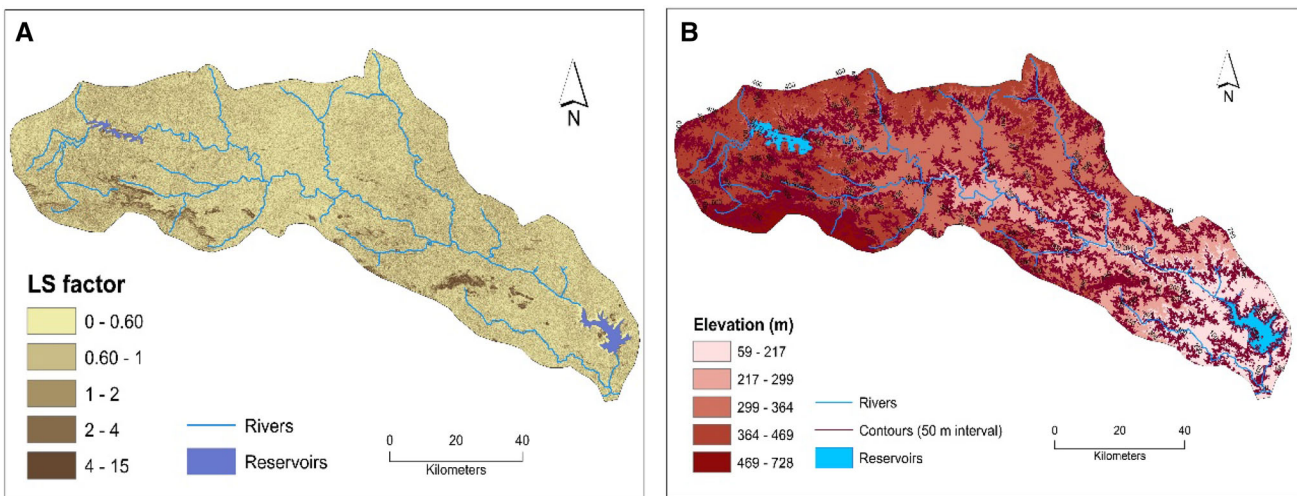 A
N
LS factor
0 - 0.60
0.60 - 1
1 - 2
2 - 4
4 - 15
Rivers
Reservoirs
0 20 40
Kilometers
B
N
Elevation (m)
59 - 217
217 - 299
299 - 364
364 - 469
469 - 728
Rivers
Contours (50 m interval)
Reservoirs
0 20 40
Kilometers